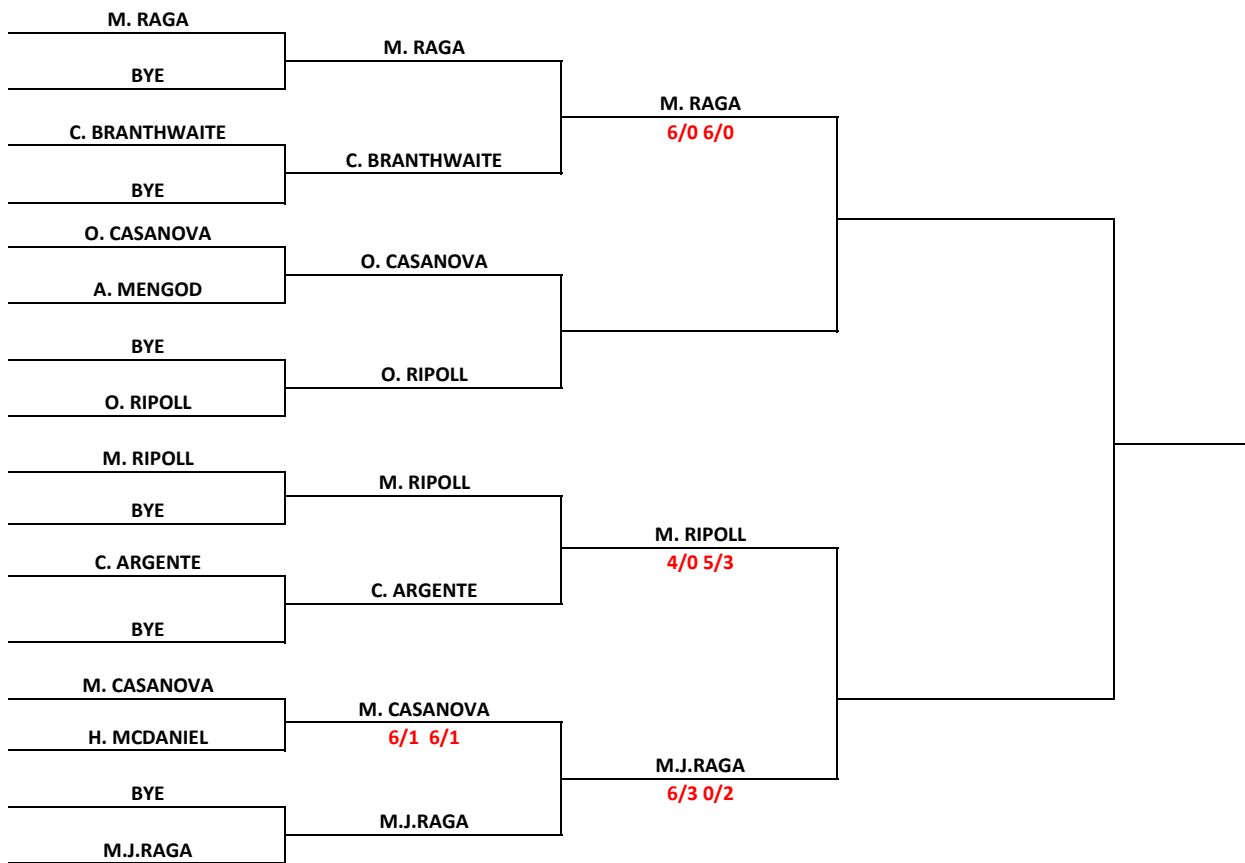 M. RAGA
BYE
C. BRANTHWAITE
BYE
O. CASANOVA
A. MENGOD
BYE
O. RIPOLL
M. RIPOLL
BYE
C. ARGENTE
BYE
M. CASANOVA
H. MCDANIEL
BYE
M.J.RAGA
M. RAGA
C. BRANTHWAITE
O. CASANOVA
O. RIPOLL
M. RIPOLL
C. ARGENTE
M. CASANOVA
6/1 6/1
M.J.RAGA
M. RAGA
6/0 6/0
M. RIPOLL
4/0 5/3
M.J.RAGA
6/3 0/2